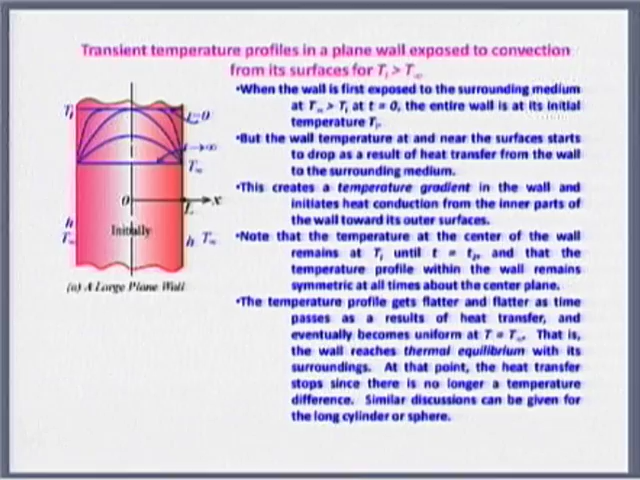 Transient temperature profiles in a plane wall exposed to convection
from its surfaces for Ti > T∞
•When the wall is first exposed to the surrounding medium
at T∞ > Ti at t = 0, the entire wall is at its initial
temperature Ti.
•But the wall temperature at and near the surfaces starts
to drop as a result of heat transfer from the wall
to the surrounding medium.
•This creates a temperature gradient in the wall and
initiates heat conduction from the inner parts of
the wall toward its outer surfaces.
•Note that the temperature at the center of the wall
remains at Ti until t = t₂, and that the
temperature profile within the wall remains
symmetric at all times about the center plane.
•The temperature profile gets flatter and flatter as time
passes as a results of heat transfer, and
eventually becomes uniform at T = T∞. That is,
the wall reaches thermal equilibrium with its
surroundings. At that point, the heat transfer
stops since there is no longer a temperature
difference. Similar discussions can be given for
the long cylinder or sphere.
Ti
t=0
t→∞
T∞
0
L
x
Initially
h
T∞
h T∞
(a) A Large Plane Wall